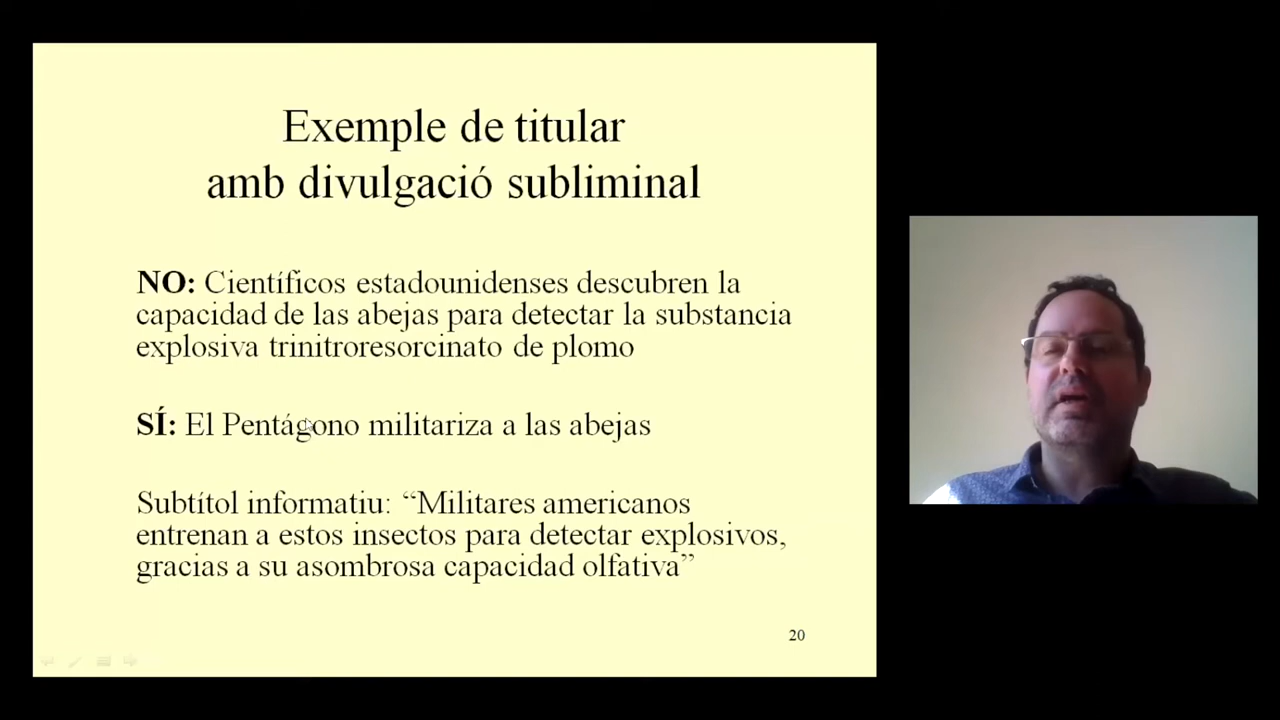 Exemple de titular
amb divulgació subliminal
NO: Científicos estadounidenses descubren la
capacidad de las abejas para detectar la substancia
explosiva trinitroresorcinato de plomo
SÍ: El Pentágono militariza a las abejas
Subtítol informatiu: “Militares americanos
entrenan a estos insectos para detectar explosivos,
gracias a su asombrosa capacidad olfativa”
20